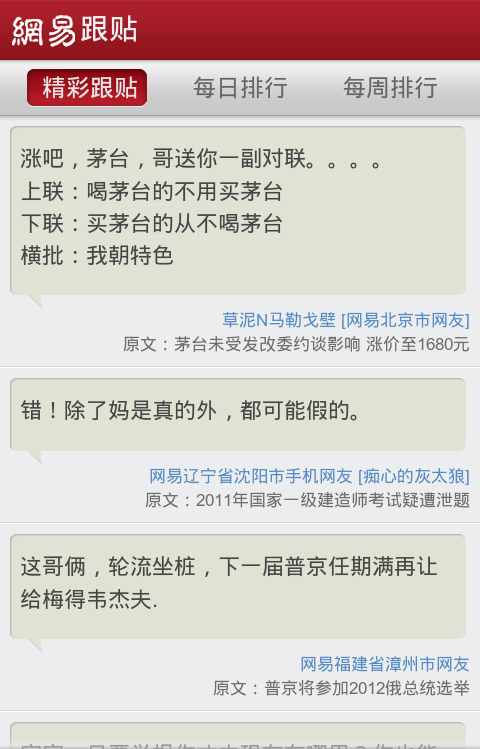 網易跟贴
精彩跟贴 每日排行 每周排行
涨吧，茅台，哥送你一副对联。。。。
上联：喝茅台的不用买茅台
下联：买茅台的从不喝茅台
横批：我朝特色
草泥N马勒戈壁 [网易北京市网友]
原文：茅台未受发改委约谈影响 涨价至1680元
错！除了妈是真的外，都可能假的。
网易辽宁省沈阳市手机网友 [痴心的灰太狼]
原文：2011年国家一级建造师考试疑遭泄题
这哥俩，轮流坐桩，下一届普京任期满再让
给梅得韦杰夫.
网易福建省漳州市网友
原文：普京将参加2012俄总统选举